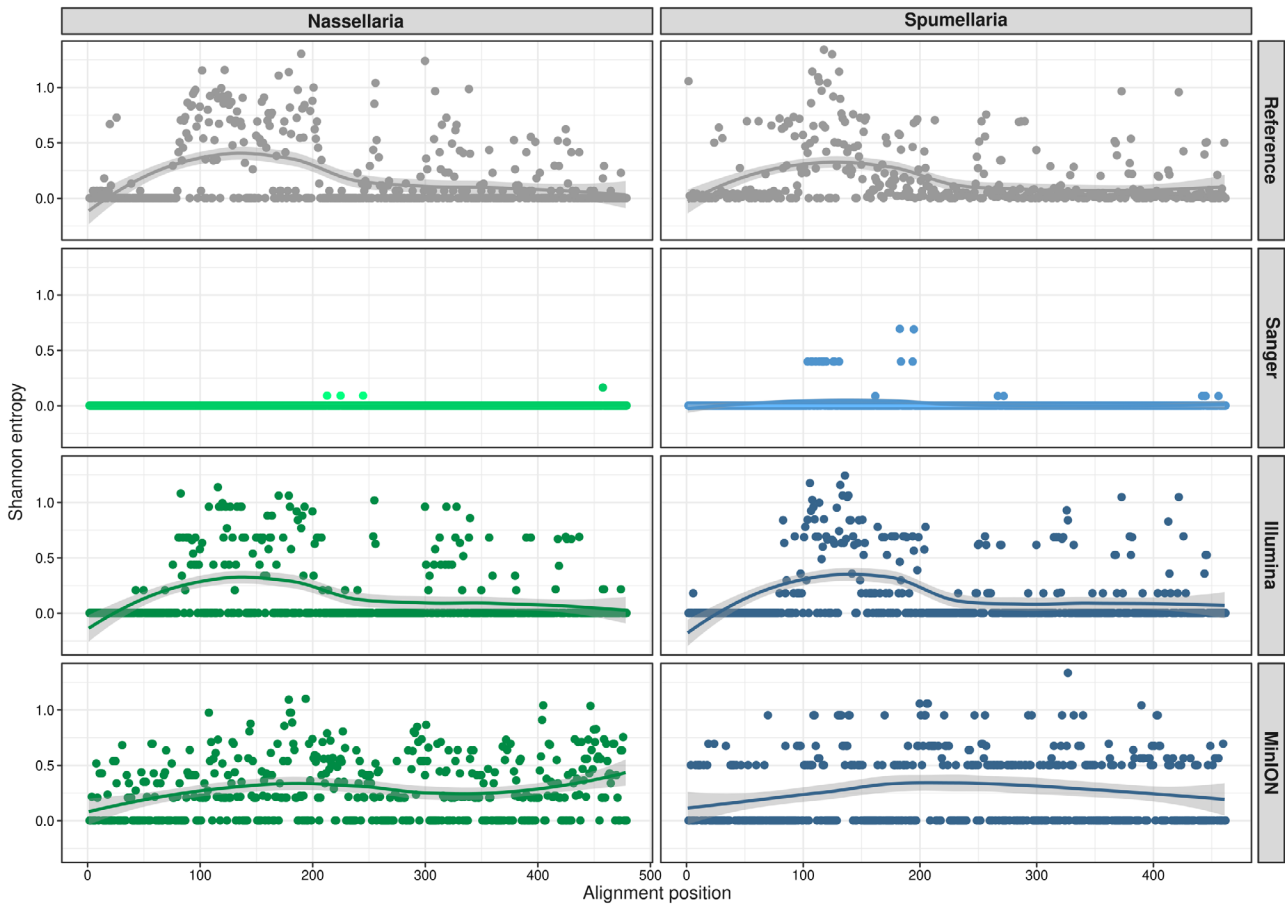 Nassellaria Spumellaria
1.0
0.5
0.0
Reference
1.0
0.5
0.0
Sanger
Shannon entropy
1.0
0.5
0.0
Illumina
1.0
0.5
0.0
MinION
0 100 200 300 400 500 0 100 200 300 400
Alignment position